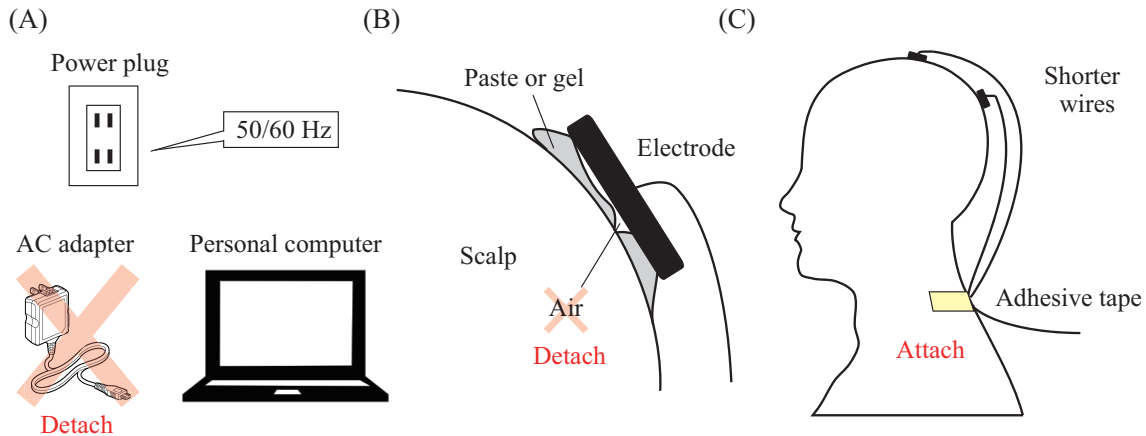 (A)
Power plug
50/60 Hz
AC adapter
Detach
Personal computer
(B)
Paste or gel
Electrode
Scalp
Air
Detach
(C)
Shorter
wires
Adhesive tape
Attach